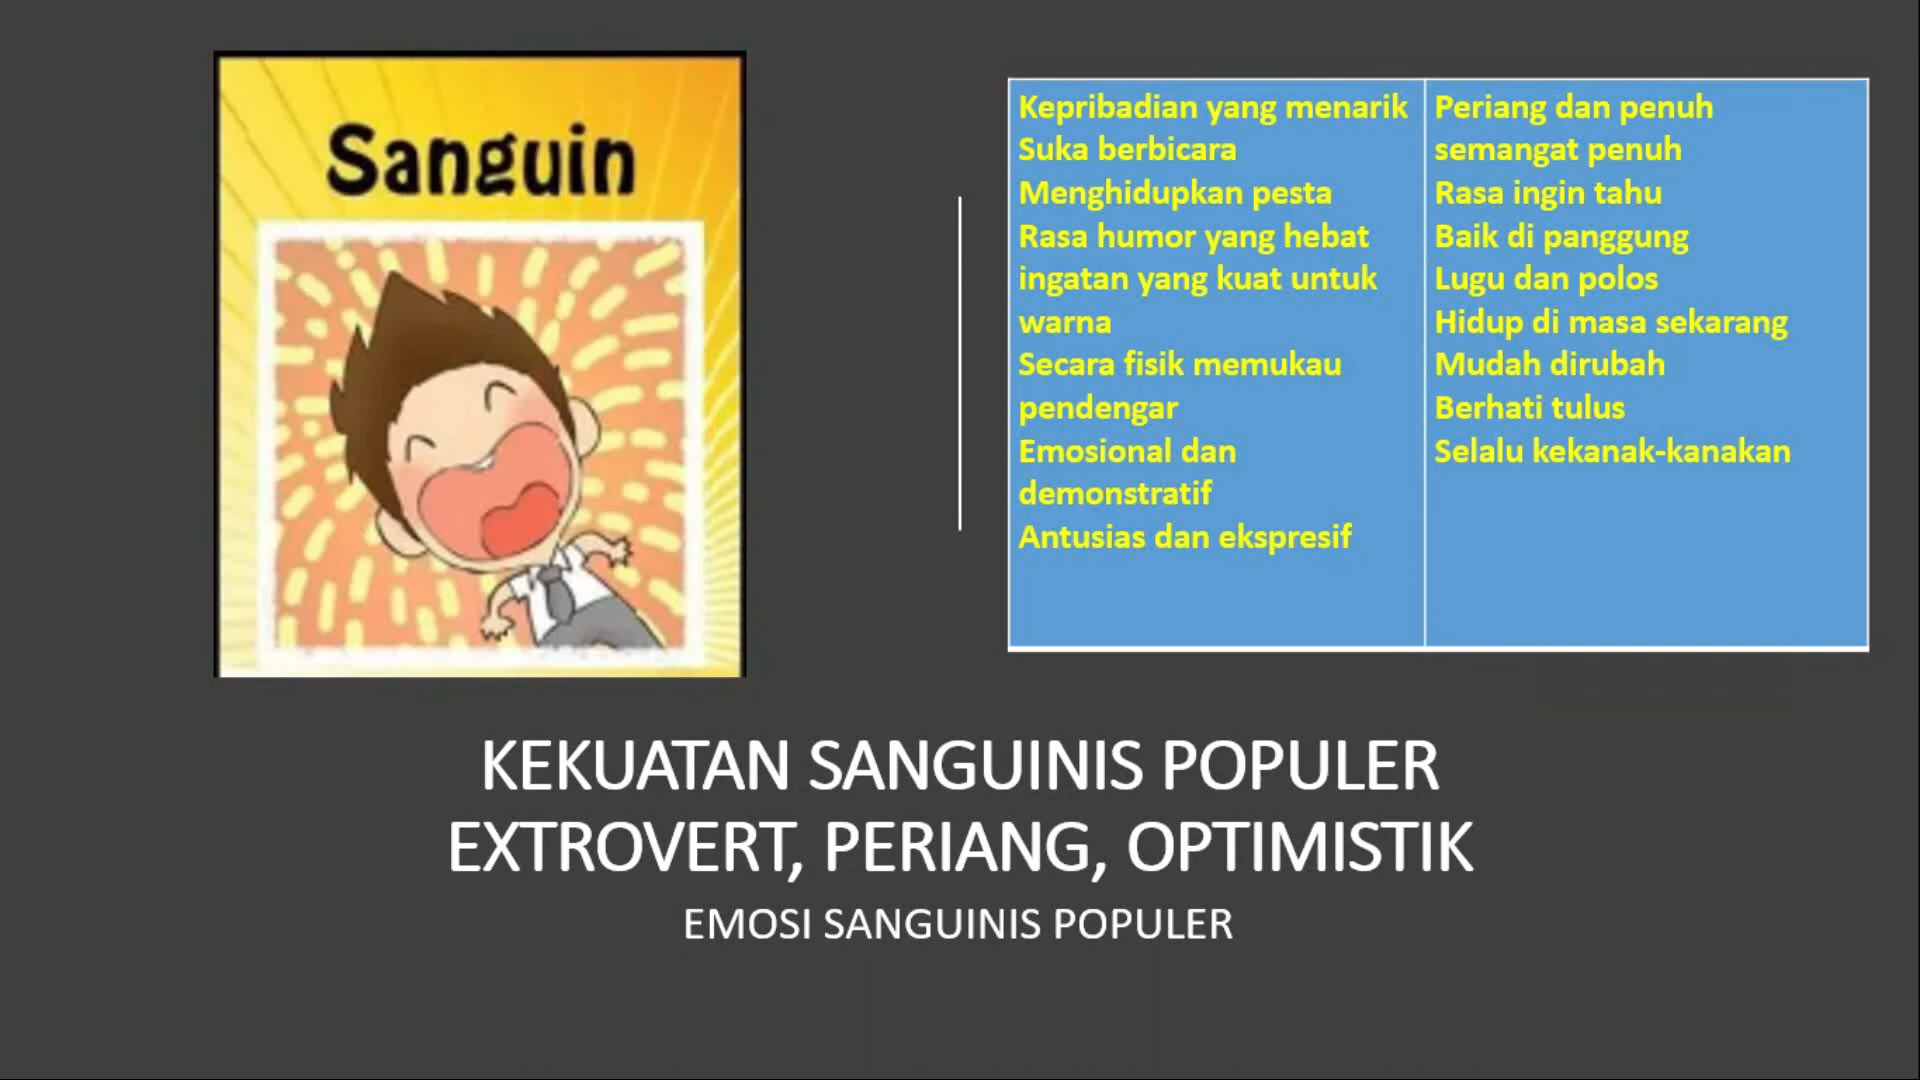 Sanguin
Kepribadian yang menarik
Suka berbicara
Menghidupkan pesta
Rasa humor yang hebat
ingatan yang kuat untuk
warna
Secara fisik memukau
pendengar
Emosional dan
demonstratif
Antusias dan ekspresif
Periang dan penuh
semangat penuh
Rasa ingin tahu
Baik di panggung
Lugu dan polos
Hidup di masa sekarang
Mudah dirubah
Berhati tulus
Selalu kekanak-kanakan
KEKUATAN SANGUINIS POPULER
EXTROVERT, PERIANG, OPTIMISTIK
EMOSI SANGUINIS POPULER